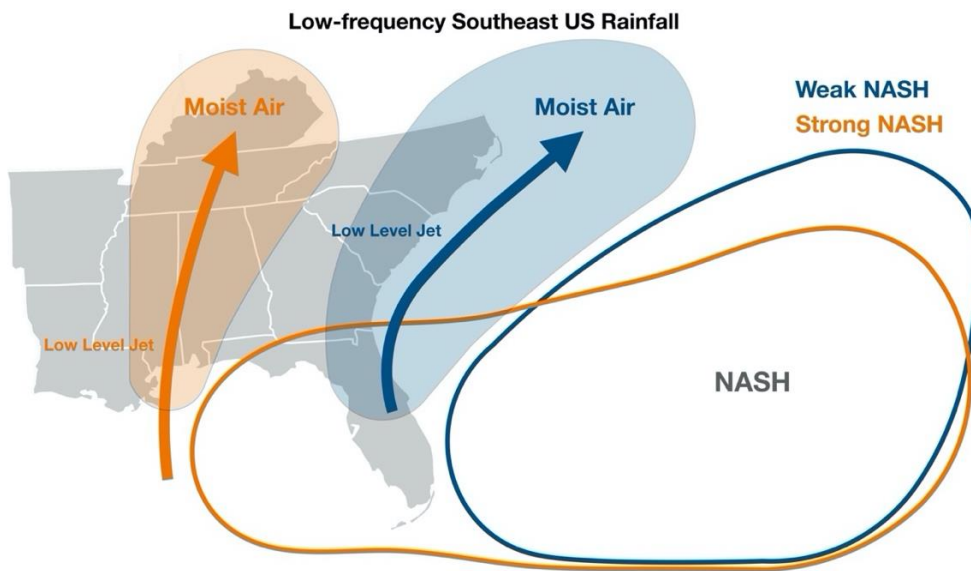 Low-frequency Southeast US Rainfall
Moist Air
Moist Air
Weak NASH
Strong NASH
Low Level Jet
Low Level Jet
NASH